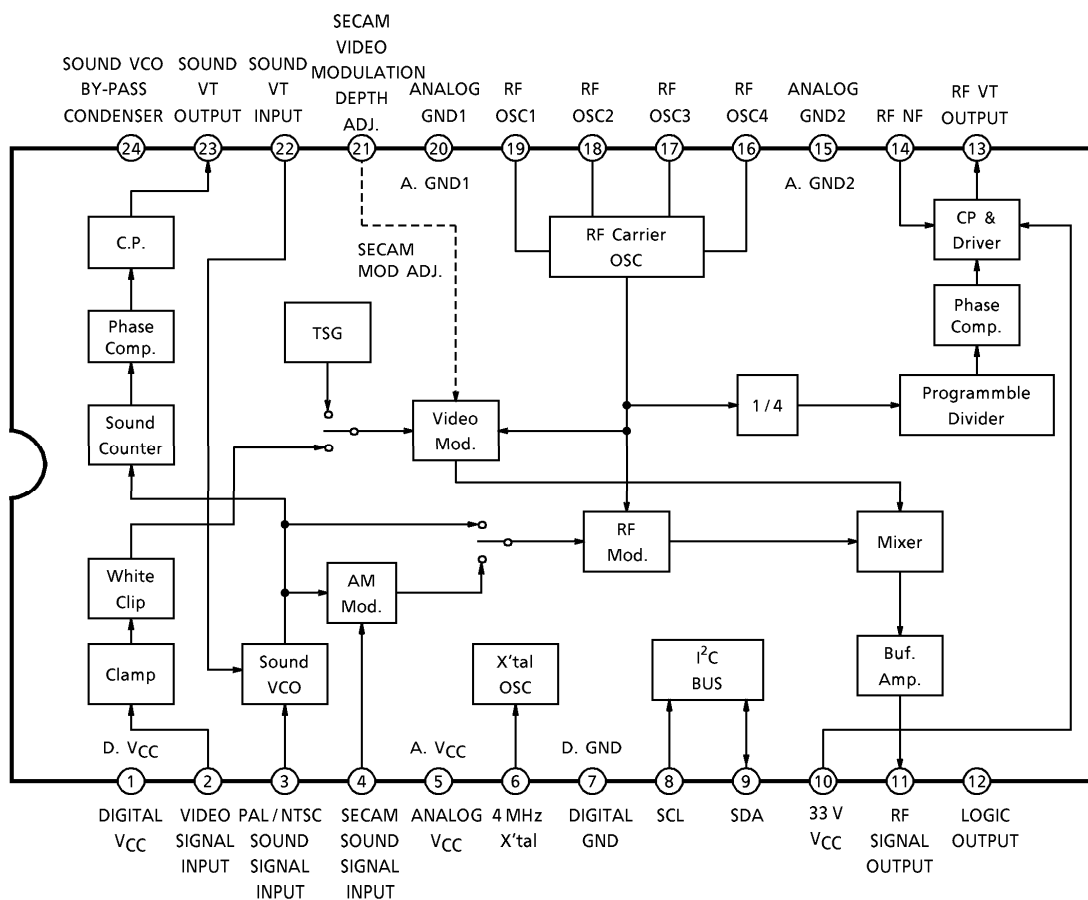 SOUND VCO
BY-PASS
CONDENSER
SOUND
VT
OUTPUT
SOUND
VT
INPUT
SECAM
VIDEO
MODULATION
DEPTH
ADJ.
ANALOG
GND1
RF
OSC1
RF
OSC2
RF
OSC3
RF
OSC4
ANALOG
GND2
RF NF
RF VT
OUTPUT
24
23
22
21
20
19
18
17
16
15
14
13
A. GND1
A. GND2
C.P.
SECAM
MOD ADJ.
RF Carrier
OSC
CP &
Driver
Phase
Comp.
TSG
Phase
Comp.
Sound
Counter
Video
Mod.
1/4
Programmble
Divider
White
Clip
AM
Mod.
RF
Mod.
Mixer
Clamp
Sound
VCO
X'tal
OSC
I²C
BUS
Buf.
Amp.
D. VCC
A. VCC
D. GND
1
2
3
4
5
6
7
8
9
10
11
12
DIGITAL
VCC
VIDEO
SIGNAL
INPUT
PAL/NTSC
SOUND
SIGNAL
INPUT
SECAM
SOUND
SIGNAL
INPUT
ANALOG
VCC
4 MHz
X'tal
DIGITAL
GND
SCL
SDA
33 V
VCC
RF
SIGNAL
OUTPUT
LOGIC
OUTPUT